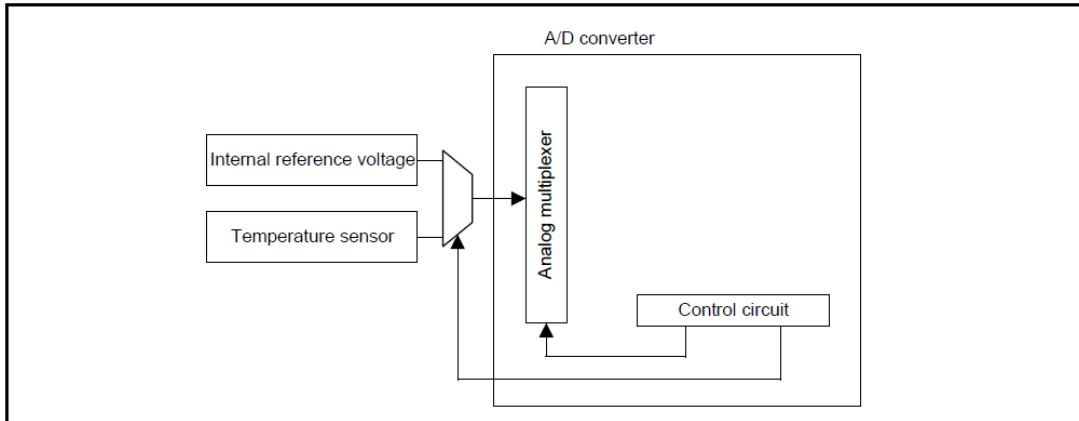 A/D converter
Internal reference voltage
Temperature sensor
Analog multiplexer
Control circuit